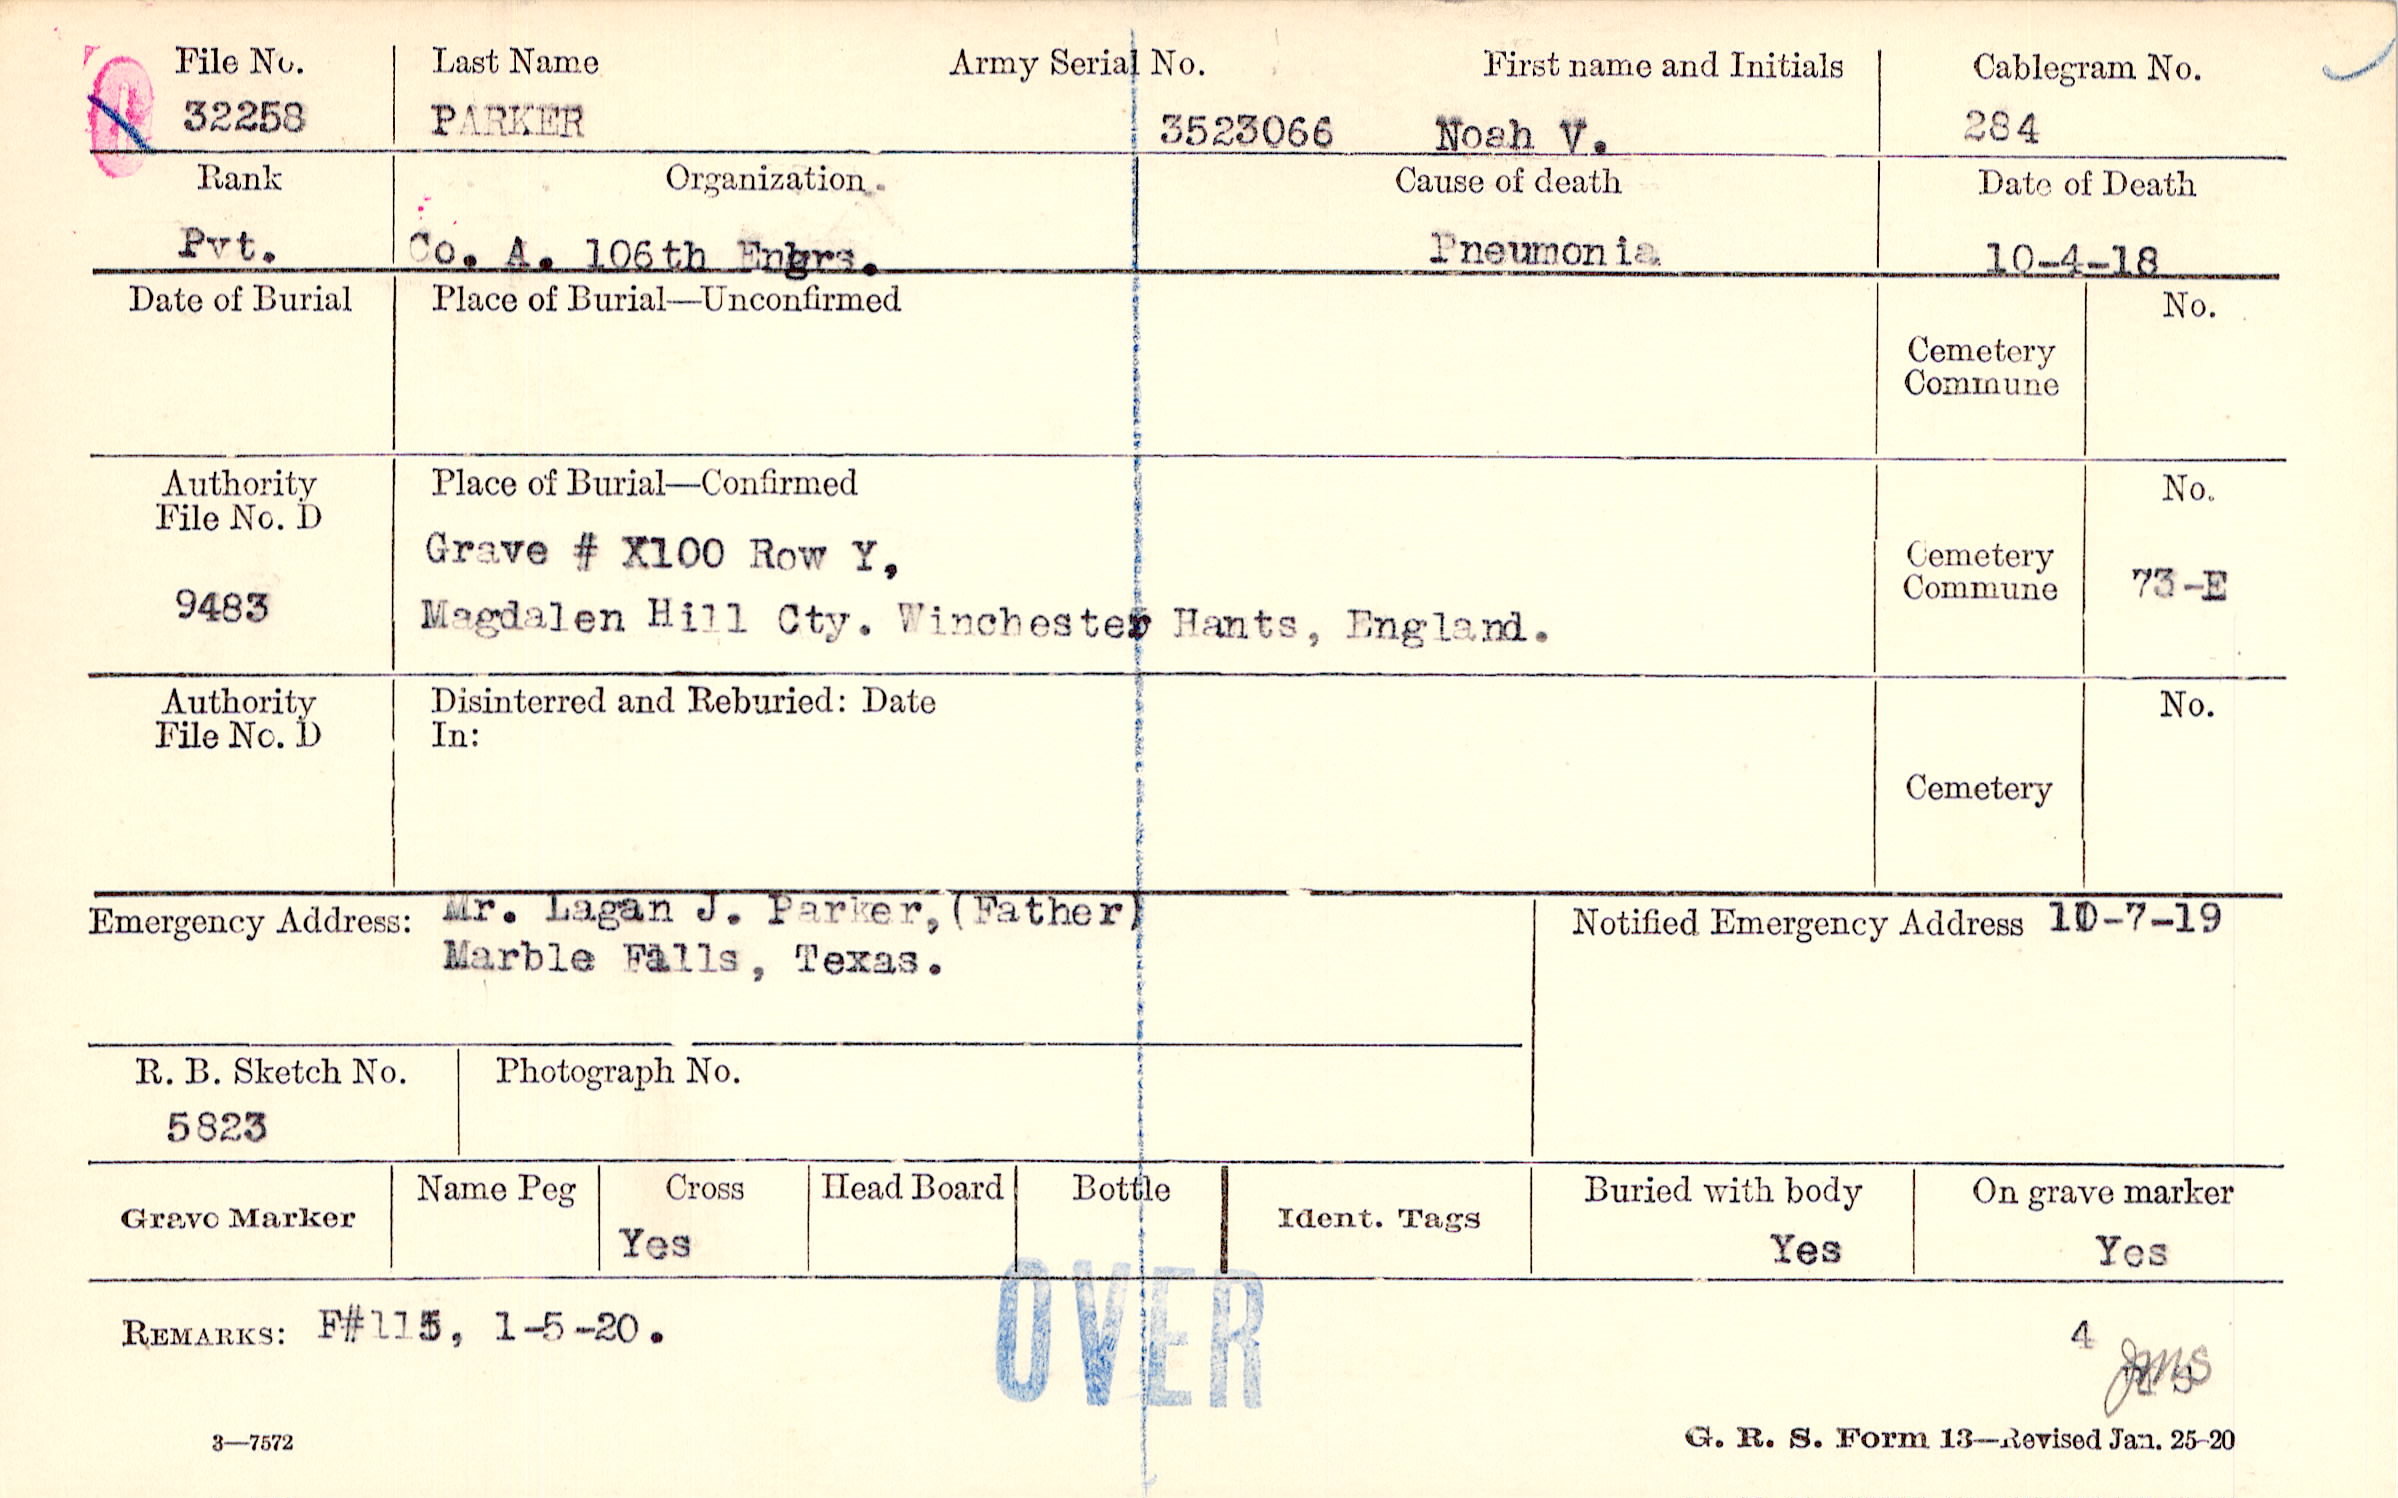 File No. Last Name Army Serial No. First name and Initials Cablegram No.
32258 PARKER 3523066 Noah V. 284
Rank Organization Cause of death Date of Death
Pvt. Co. A. 106th Engrs. Pneumonia 10-4-18
Date of Burial Place of Burial—Unconfirmed No.
Cemetery
Commune
Authority Place of Burial—Confirmed No.
File No. D
Grave # X100 Row Y,
Cemetery
Commune 73-E
9483 Magdalen Hill Cty. Winchester Hants, England.
Authority Disinterred and Reburied: Date No.
File No. D In:
Cemetery
Emergency Address: Mr. Lagan J. Parker,(Father) Notified Emergency Address 10-7-19
Marble Falls, Texas.
R. B. Sketch No. Photograph No.
5823
Grave Marker Name Peg Cross Head Board Bottle Ident. Tags Buried with body On grave marker
Yes Yes Yes
OVER
REMARKS: F#115, 1-5-20. 4
JMS
3—7572 G. R. S. Form 13—Revised Jan. 25-20